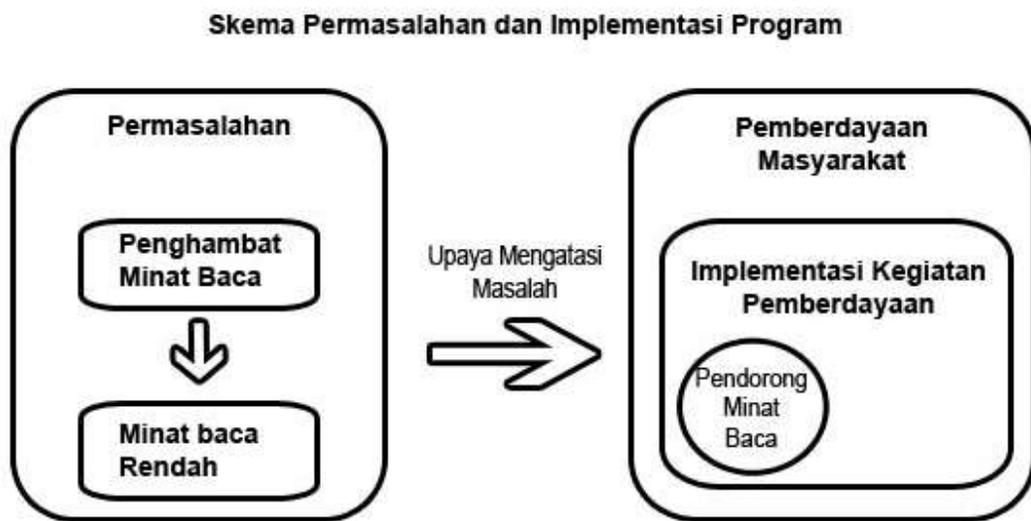 Skema Permasalahan dan Implementasi Program
Permasalahan
Penghambat
Minat Baca
Minat baca
Rendah
Upaya Mengatasi
Masalah
Pemberdayaan
Masyarakat
Implementasi Kegiatan
Pemberdayaan
Pendorong
Minat
Baca